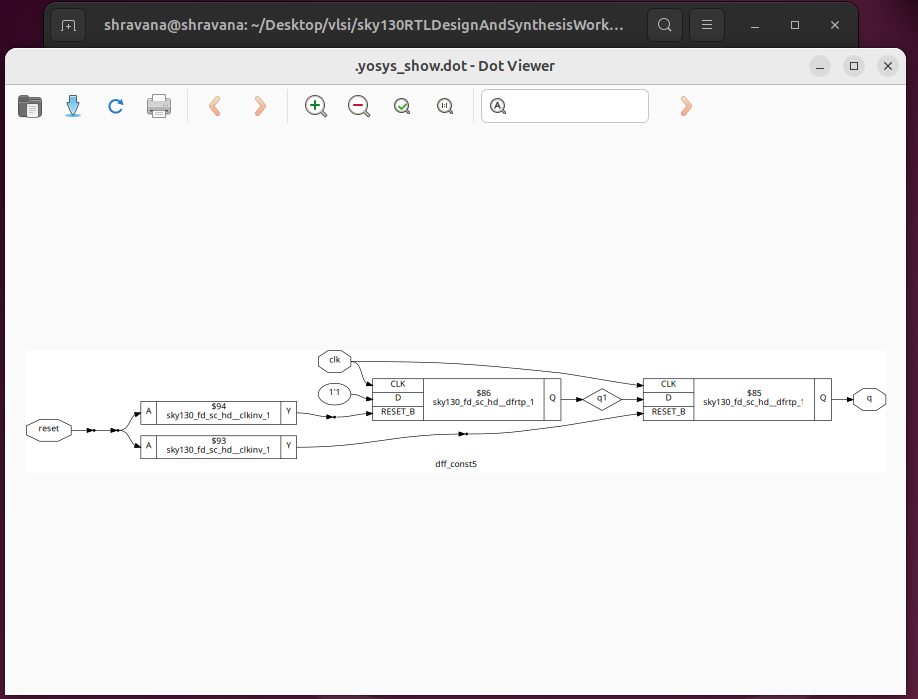 shravana@shravana: ~/Desktop/vlsi/sky130RTLDesignAndSynthesisWork…
.yosys_show.dot - Dot Viewer
clk
1'1
reset
A
$94
sky130_fd_sc_hd__clkinv_1
Y
A
$93
sky130_fd_sc_hd__clkinv_1
Y
CLK
D
RESET_B
$86
sky130_fd_sc_hd__dfrtp_1
Q
q1
CLK
D
RESET_B
$85
sky130_fd_sc_hd__dfrtp_1
Q
q
dff_const5